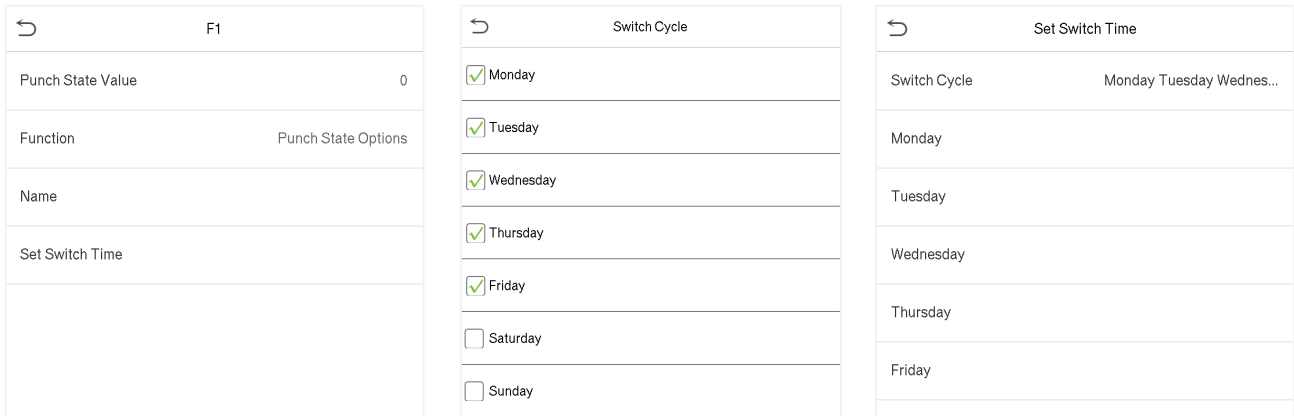 F1
Punch State Value 0
Function Punch State Options
Name
Set Switch Time
Switch Cycle
Monday
Tuesday
Wednesday
Thursday
Friday
Saturday
Sunday
Set Switch Time
Switch Cycle Monday Tuesday Wednes...
Monday
Tuesday
Wednesday
Thursday
Friday